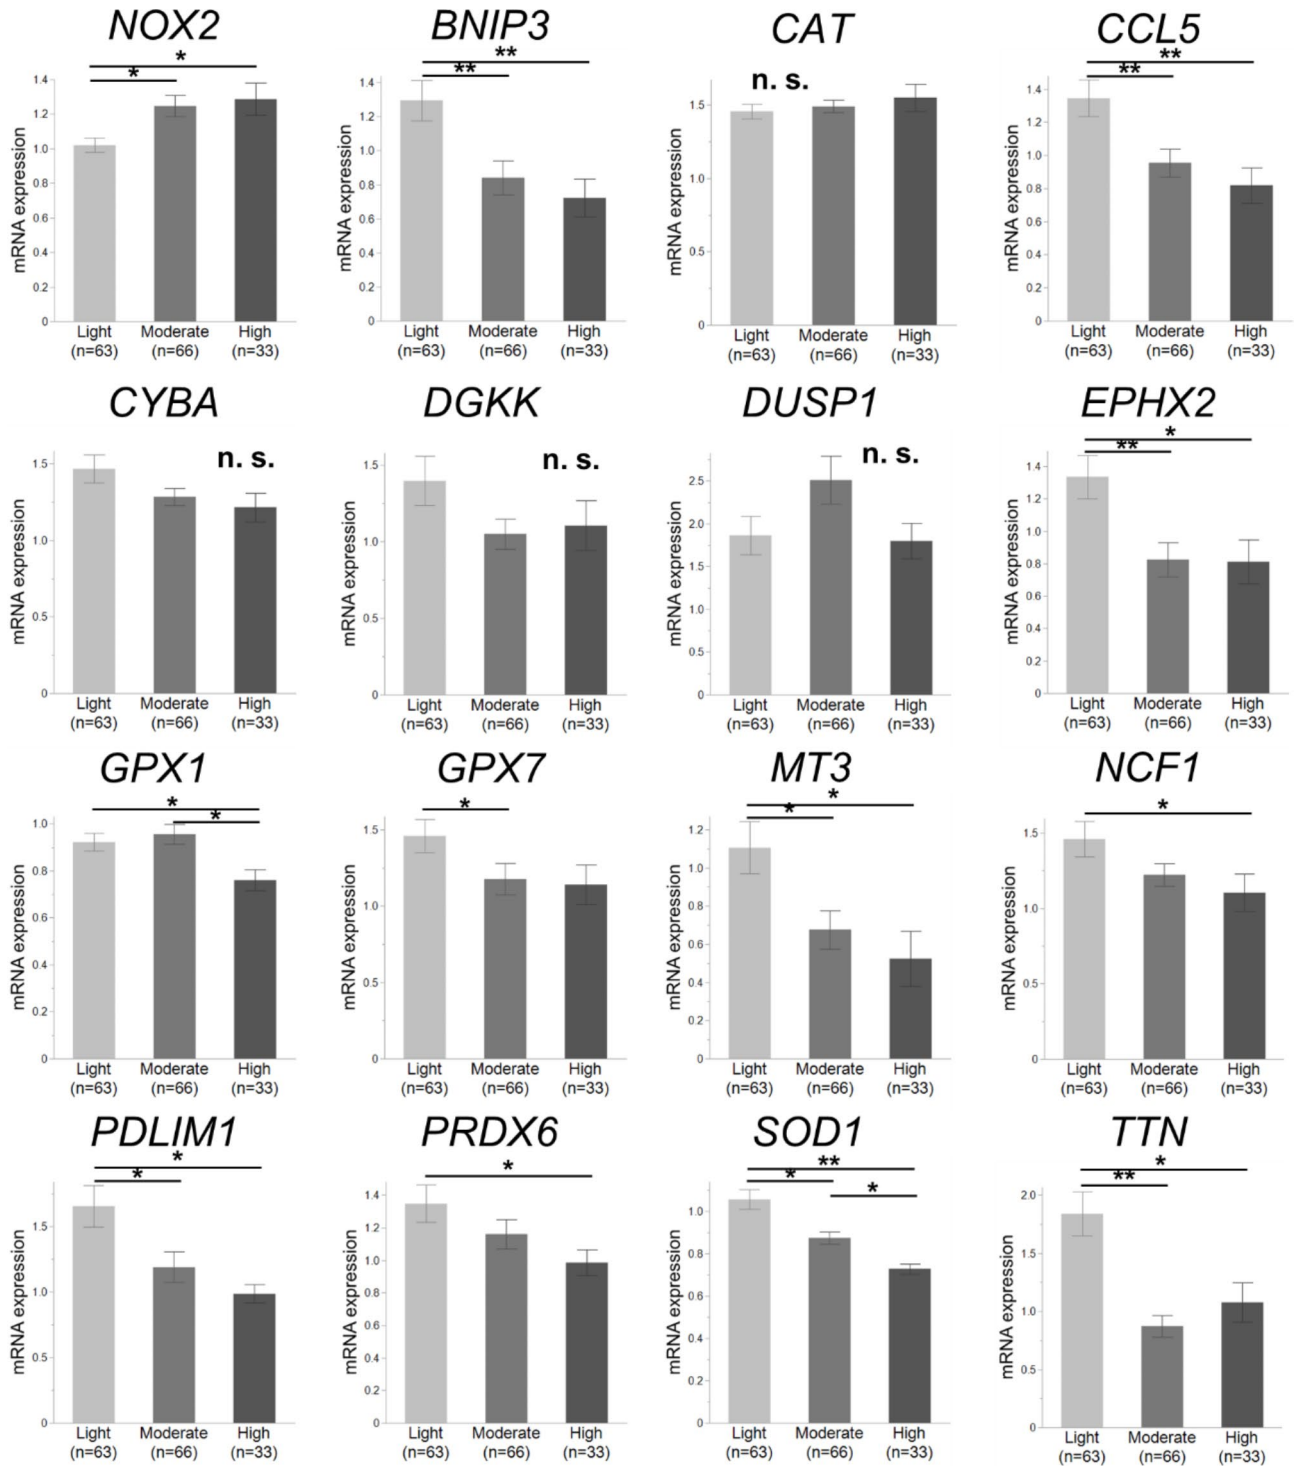 NOX2
*
*
mRNA expression
1.4
1.2
1.0
0.8
0.6
0.4
0.2
0
Light Moderate High
(n=63) (n=66) (n=33)
BNIP3
**
**
mRNA expression
1.4
1.2
1.0
0.8
0.6
0.4
0.2
0
Light Moderate High
(n=63) (n=66) (n=33)
CAT
n. s.
mRNA expression
1.5
1.0
0.5
0
Light Moderate High
(n=63) (n=66) (n=33)
CCL5
**
**
mRNA expression
1.4
1.2
1.0
0.8
0.6
0.4
0.2
0
Light Moderate High
(n=63) (n=66) (n=33)
CYBA
n. s.
mRNA expression
1.5
1.0
0.5
0
Light Moderate High
(n=63) (n=66) (n=33)
DGKK
n. s.
mRNA expression
1.5
1.0
0.5
0
Light Moderate High
(n=63) (n=66) (n=33)
DUSP1
n. s.
mRNA expression
2.5
2.0
1.5
1.0
0.5
0
Light Moderate High
(n=63) (n=66) (n=33)
EPHX2
*
**
mRNA expression
1.4
1.2
1.0
0.8
0.6
0.4
0.2
0
Light Moderate High
(n=63) (n=66) (n=33)
GPX1
*
*
mRNA expression
1.0
0.8
0.6
0.4
0.2
0
Light Moderate High
(n=63) (n=66) (n=33)
GPX7
*
mRNA expression
1.5
1.0
0.5
0
Light Moderate High
(n=63) (n=66) (n=33)
MT3
*
*
mRNA expression
1.2
1.1
0.8
0.6
0.4
0.2
0
Light Moderate High
(n=63) (n=66) (n=33)
NCF1
*
mRNA expression
1.5
1.0
0.5
0
Light Moderate High
(n=63) (n=66) (n=33)
PDLIM1
*
*
mRNA expression
1.5
1.0
0.5
0
Light Moderate High
(n=63) (n=66) (n=33)
PRDX6
*
mRNA expression
1.4
1.2
1.0
0.8
0.6
0.4
0.2
0
Light Moderate High
(n=63) (n=66) (n=33)
SOD1
**
*
*
mRNA expression
1.0
0.8
0.6
0.4
0.2
0
Light Moderate High
(n=63) (n=66) (n=33)
TTN
*
**
mRNA expression
2.0
1.5
1.0
0.5
0
Light Moderate High
(n=63) (n=66) (n=33)